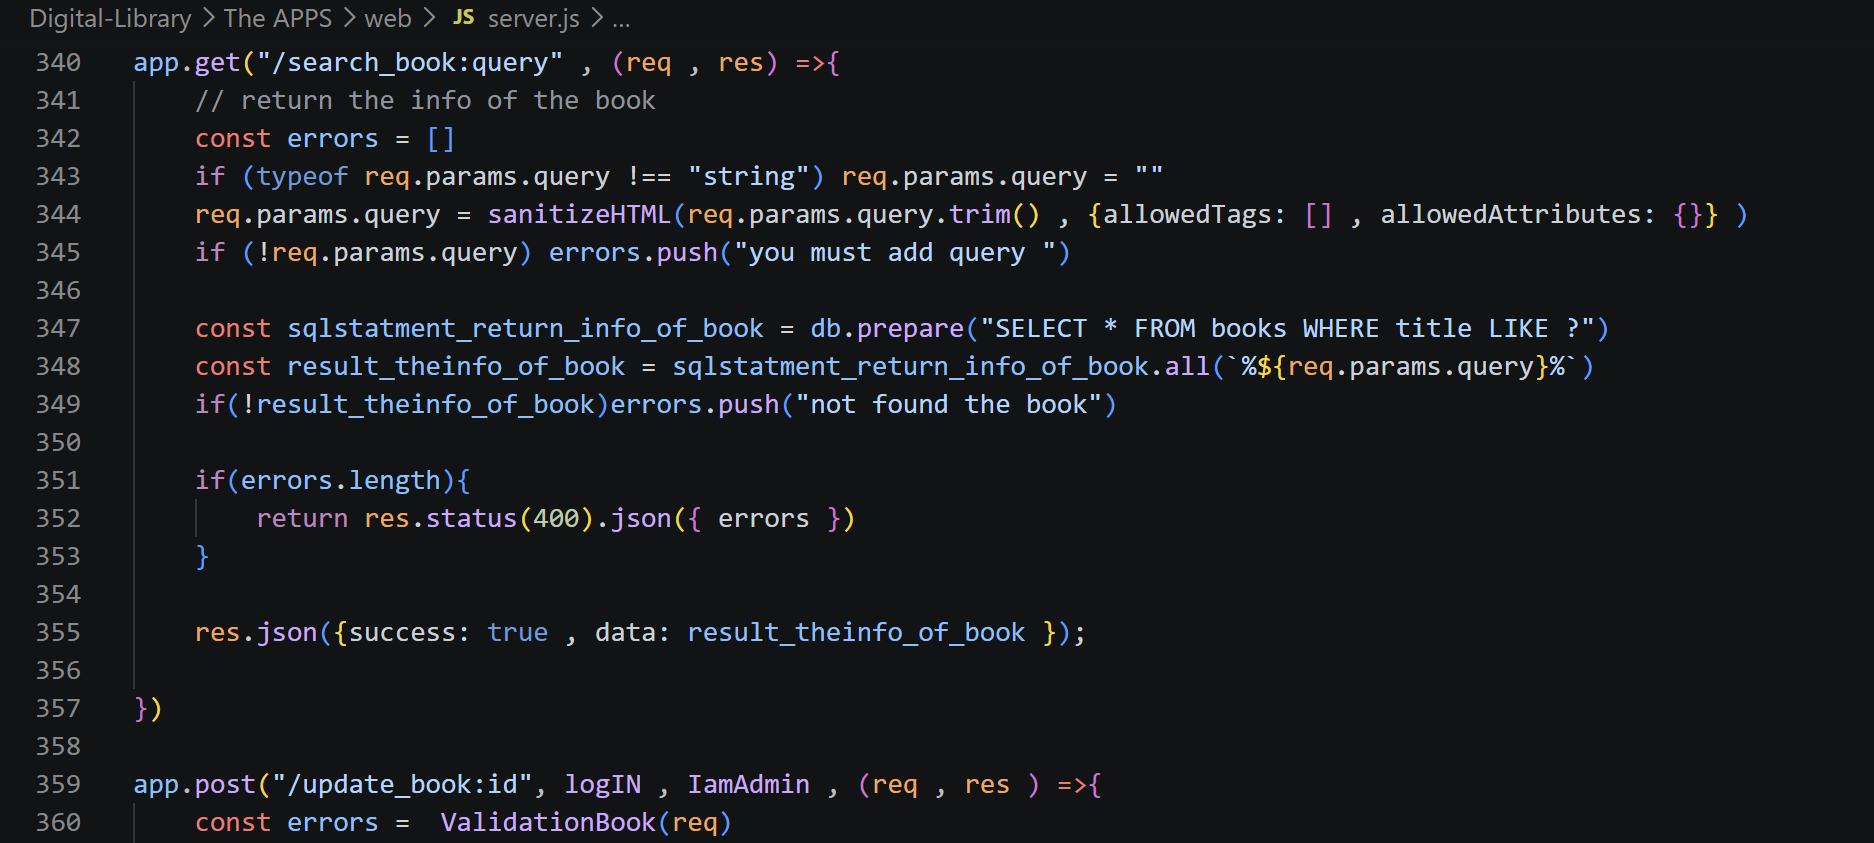 Digital-Library > The APPS > web > JS server.js > ...
340 app.get("/search_book:query" , (req , res) =>{
341     // return the info of the book
342     const errors = []
343     if (typeof req.params.query !== "string") req.params.query = ""
344     req.params.query = sanitizeHTML(req.params.query.trim() , {allowedTags: [] , allowedAttributes: {}} )
345     if (!req.params.query) errors.push("you must add query ")
346
347     const sqlstatment_return_info_of_book = db.prepare("SELECT * FROM books WHERE title LIKE ?")
348     const result_theinfo_of_book = sqlstatment_return_info_of_book.all(`%${req.params.query}%`)
349     if(!result_theinfo_of_book)errors.push("not found the book")
350
351     if(errors.length){
352         return res.status(400).json({ errors })
353     }
354
355     res.json({success: true , data: result_theinfo_of_book });
356
357 })
358
359 app.post("/update_book:id", logIN , IamAdmin , (req , res ) =>{
360     const errors =  ValidationBook(req)